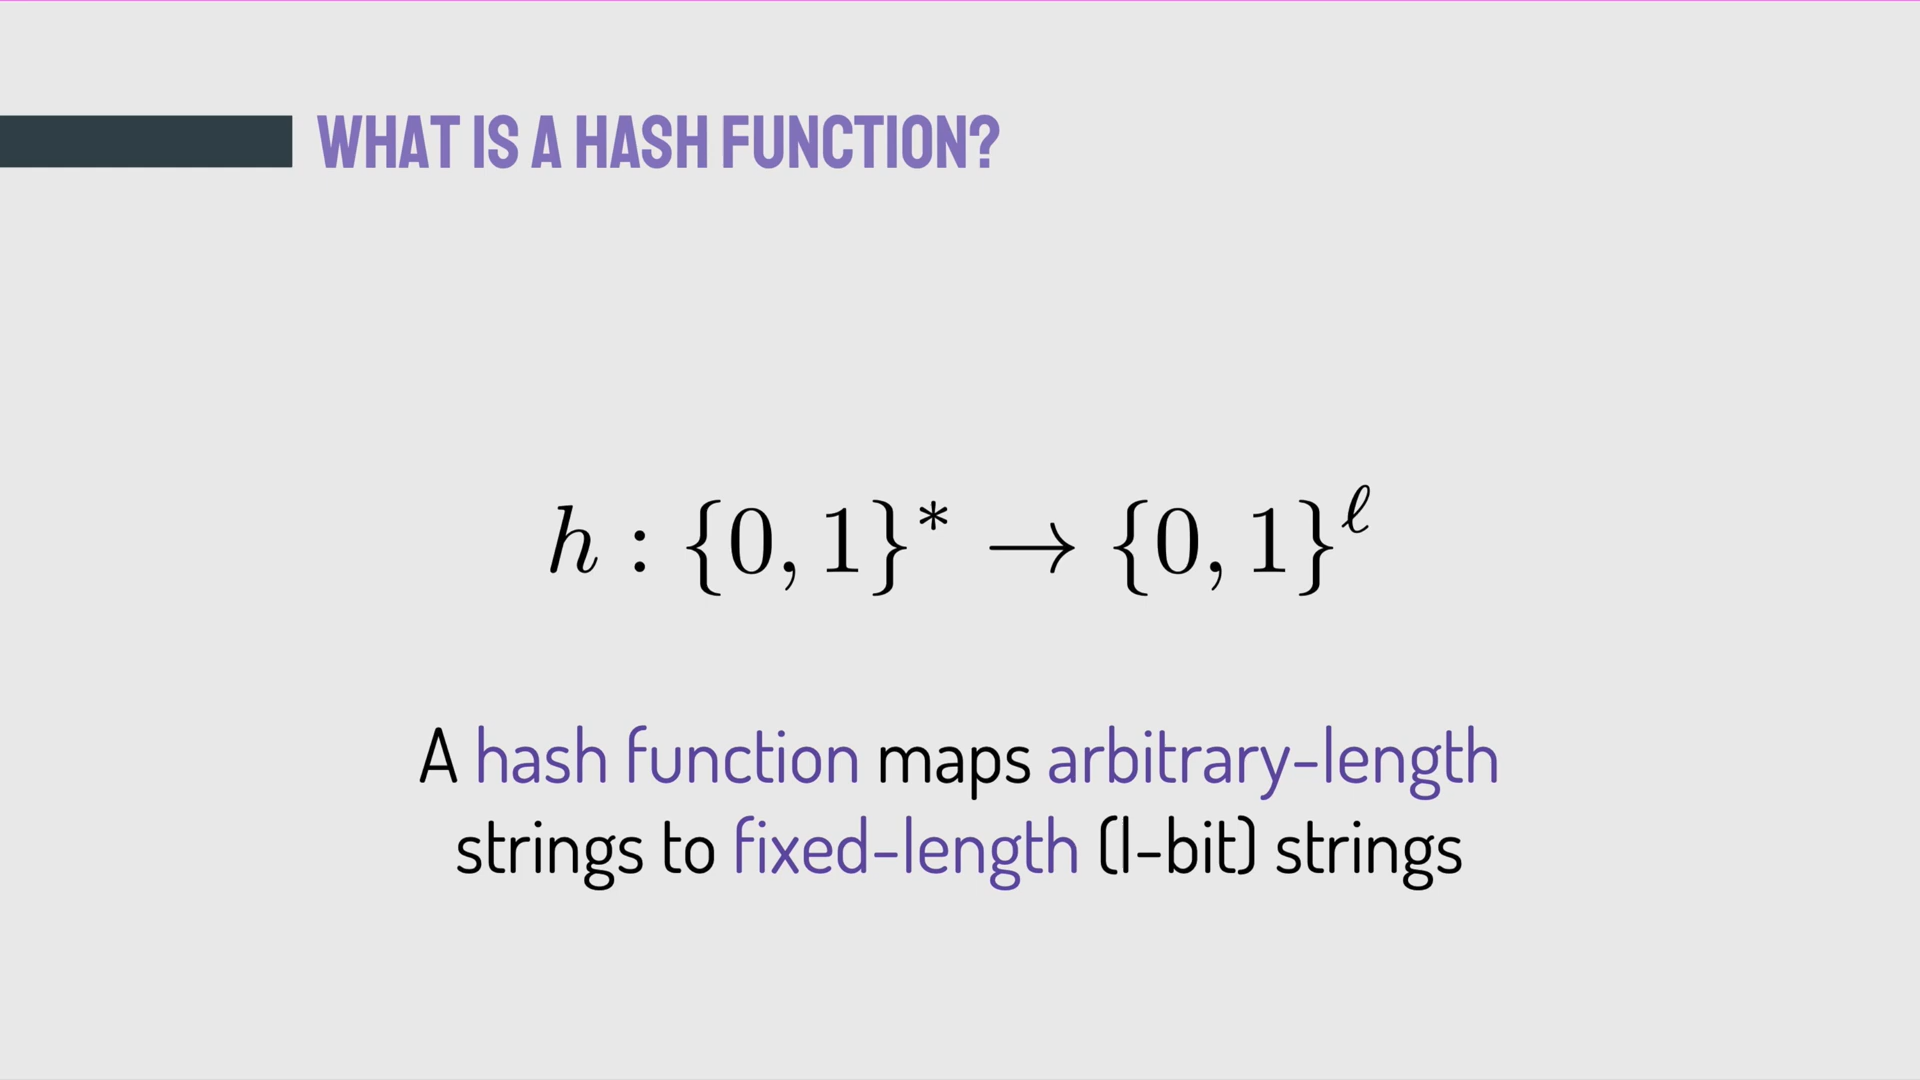 WHAT IS A HASH FUNCTION?
h : {0, 1}* → {0, 1}^ℓ
A hash function maps arbitrary-length
strings to fixed-length (l-bit) strings